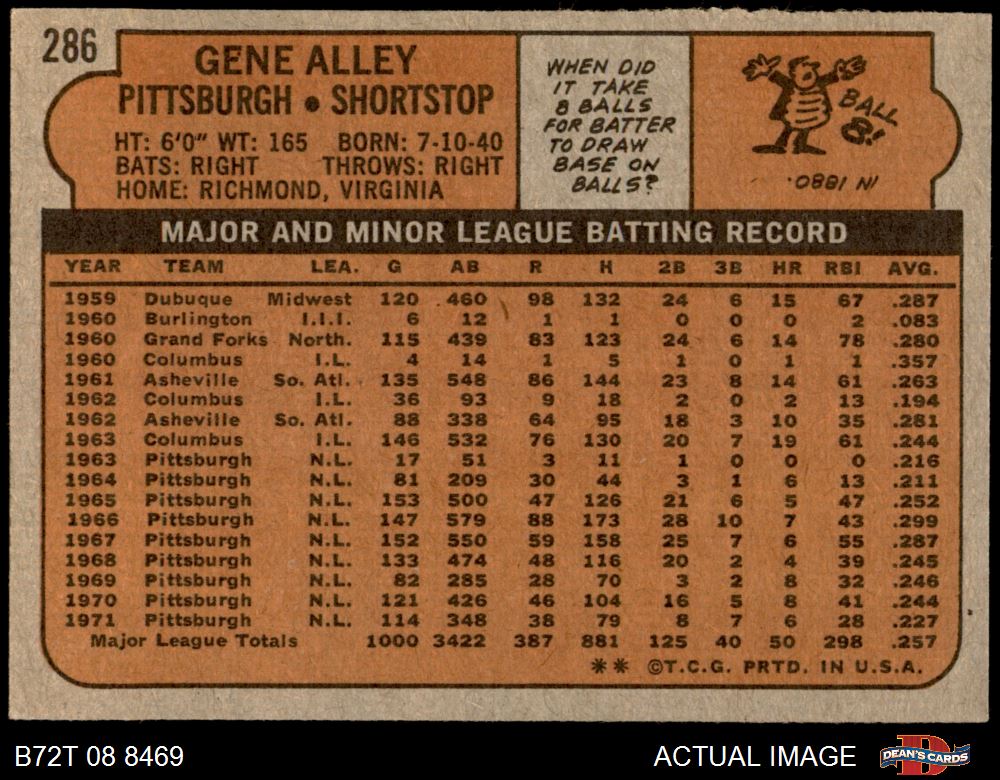 286
GENE ALLEY
PITTSBURGH • SHORTSTOP
HT: 6'0" WT: 165 BORN: 7-10-40
BATS: RIGHT THROWS: RIGHT
HOME: RICHMOND, VIRGINIA
WHEN DID
IT TAKE
8 BALLS
FOR BATTER
TO DRAW
BASE ON
BALLS?
BALL
8!
IN 1880.
MAJOR AND MINOR LEAGUE BATTING RECORD
YEAR TEAM LEA. G AB R H 2B 3B HR RBI AVG.
1959 Dubuque Midwest 120 460 98 132 24 6 15 67 .287
1960 Burlington I.I.I. 6 12 1 1 0 0 0 2 .083
1960 Grand Forks North. 115 439 83 123 24 6 14 78 .280
1960 Columbus I.L. 4 14 1 5 1 0 1 1 .357
1961 Asheville So. Atl. 135 548 86 144 23 8 14 61 .263
1962 Columbus I.L. 36 93 9 18 2 0 2 13 .194
1962 Asheville So. Atl. 88 338 64 95 18 3 10 35 .281
1963 Columbus I.L. 146 532 76 130 20 7 19 61 .244
1963 Pittsburgh N.L. 17 51 3 11 1 0 0 0 .216
1964 Pittsburgh N.L. 81 209 30 44 3 1 6 13 .211
1965 Pittsburgh N.L. 153 500 47 126 21 6 5 47 .252
1966 Pittsburgh N.L. 147 579 88 173 28 10 7 43 .299
1967 Pittsburgh N.L. 152 550 59 158 25 7 6 55 .287
1968 Pittsburgh N.L. 133 474 48 116 20 2 4 39 .245
1969 Pittsburgh N.L. 82 285 28 70 3 2 8 32 .246
1970 Pittsburgh N.L. 121 426 46 104 16 5 8 41 .244
1971 Pittsburgh N.L. 114 348 38 79 8 7 6 28 .227
Major League Totals 1000 3422 387 881 125 40 50 298 .257
** ©T.C.G. PRTD. IN U.S.A.
B72T 08 8469
ACTUAL IMAGE
DEAN'S CARDS